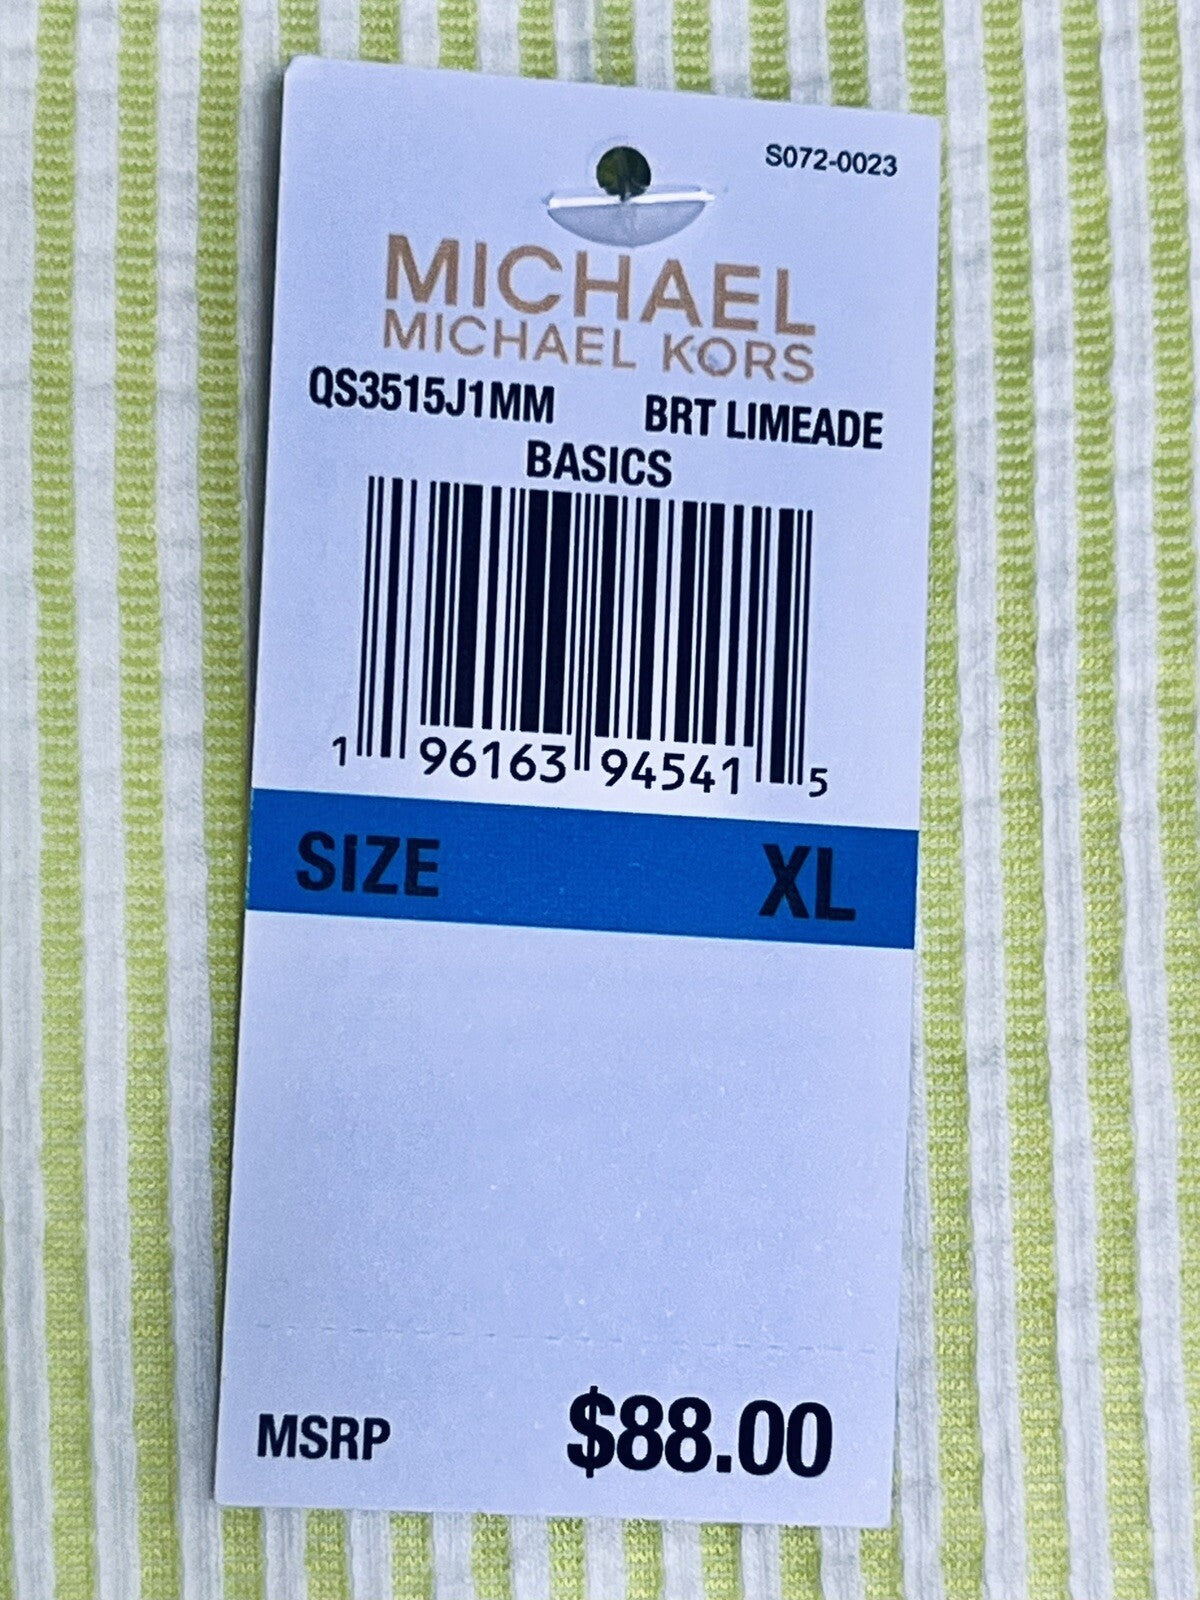 S072-0023
MICHAEL
MICHAEL KORS
QS3515J1MM BRT LIMEADE
BASICS
1 96163 94541 5
SIZE XL
MSRP $88.00